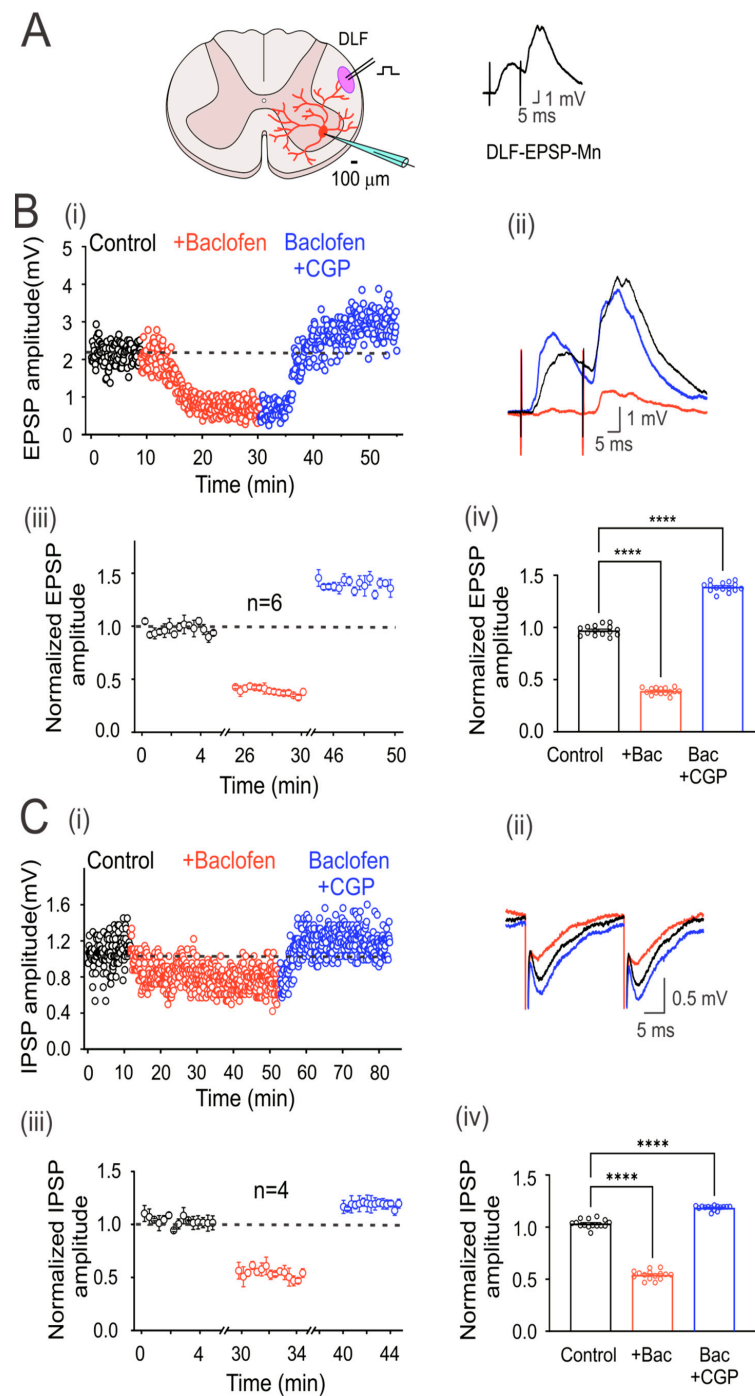 A
DLF
100 µm
1 mV
5 ms
DLF-EPSP-Mn
B
(i)
Control
+Baclofen
Baclofen
+CGP
EPSP amplitude(mV)
5
4
3
2
1
0
0 10 20 30 40 50
Time (min)
(ii)
1 mV
5 ms
(iii)
Normalized EPSP
amplitude
1.5
1.0
0.5
0.0
n=6
0 4 26 30 46 50
Time (min)
(iv)
Normalized EPSP
amplitude
1.5
1.0
0.5
0.0
****
****
Control
+Bac
Bac
+CGP
C
(i)
Control
+Baclofen
Baclofen
+CGP
IPSP amplitude(mV)
1.6
1.2
0.8
0.4
0.0
0 10 20 30 40 50 60 70 80
Time (min)
(ii)
0.5 mV
5 ms
(iii)
Normalized IPSP
amplitude
1.5
1.0
0.5
0.0
n=4
0 4 30 34 40 44
Time (min)
(iv)
Normalized IPSP
amplitude
1.5
1.0
0.5
0.0
****
****
Control
+Bac
Bac
+CGP